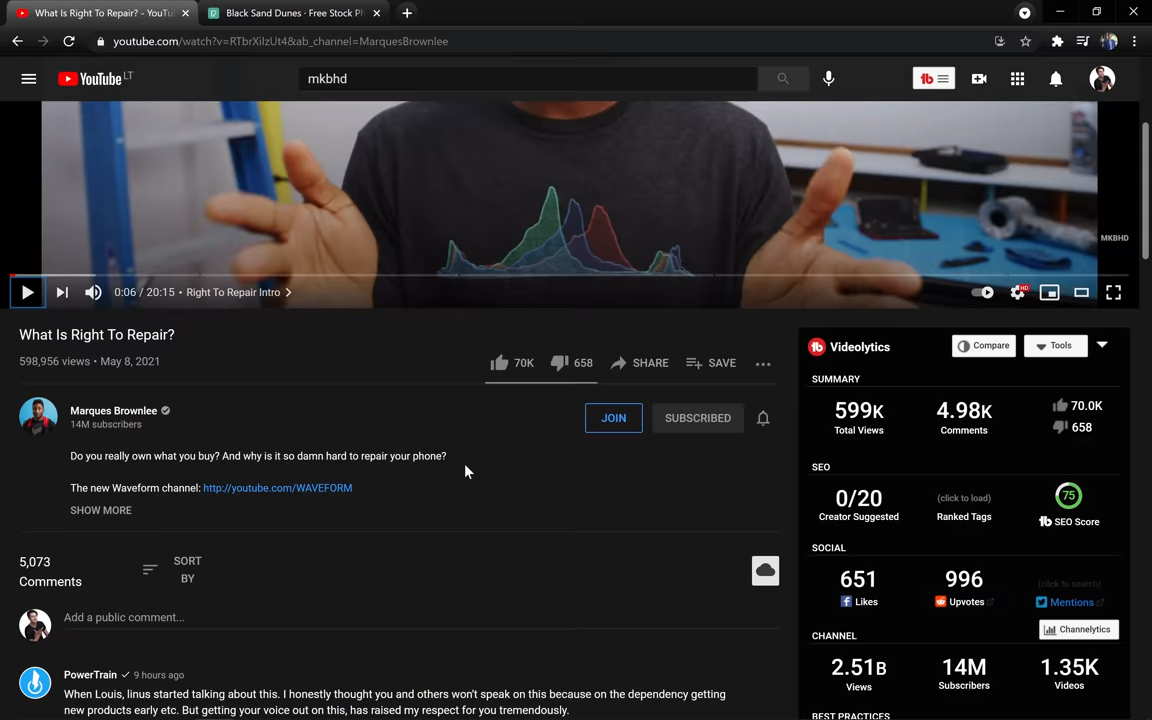 What Is Right To Repair? - YouTu
Black Sand Dunes · Free Stock Ph
youtube.com/watch?v=RTbrXiIzUt4&ab_channel=MarquesBrownlee
YouTube LT
mkbhd
tb
MKBHD
0:06 / 20:15 • Right To Repair Intro
HD
What Is Right To Repair?
598,956 views • May 8, 2021
70K 658 SHARE SAVE
Marques Brownlee
14M subscribers
JOIN
SUBSCRIBED
Do you really own what you buy? And why is it so damn hard to repair your phone?
The new Waveform channel: http://youtube.com/WAVEFORM
SHOW MORE
5,073
Comments
SORT
BY
Add a public comment...
PowerTrain 9 hours ago
When Louis, linus started talking about this. I honestly thought you and others won't speak on this because on the dependency getting
new products early etc. But getting your voice out on this, has raised my respect for you tremendously.
tb Videolytics
Compare
Tools
SUMMARY
599K 4.98K 70.0K
Total Views Comments 658
SEO
0/20 (click to load) 75
Creator Suggested Ranked Tags tb SEO Score
SOCIAL
651 996 (click to search)
Likes Upvotes Mentions
CHANNEL
Channelytics
2.51B 14M 1.35K
Views Subscribers Videos
BEST PRACTICES